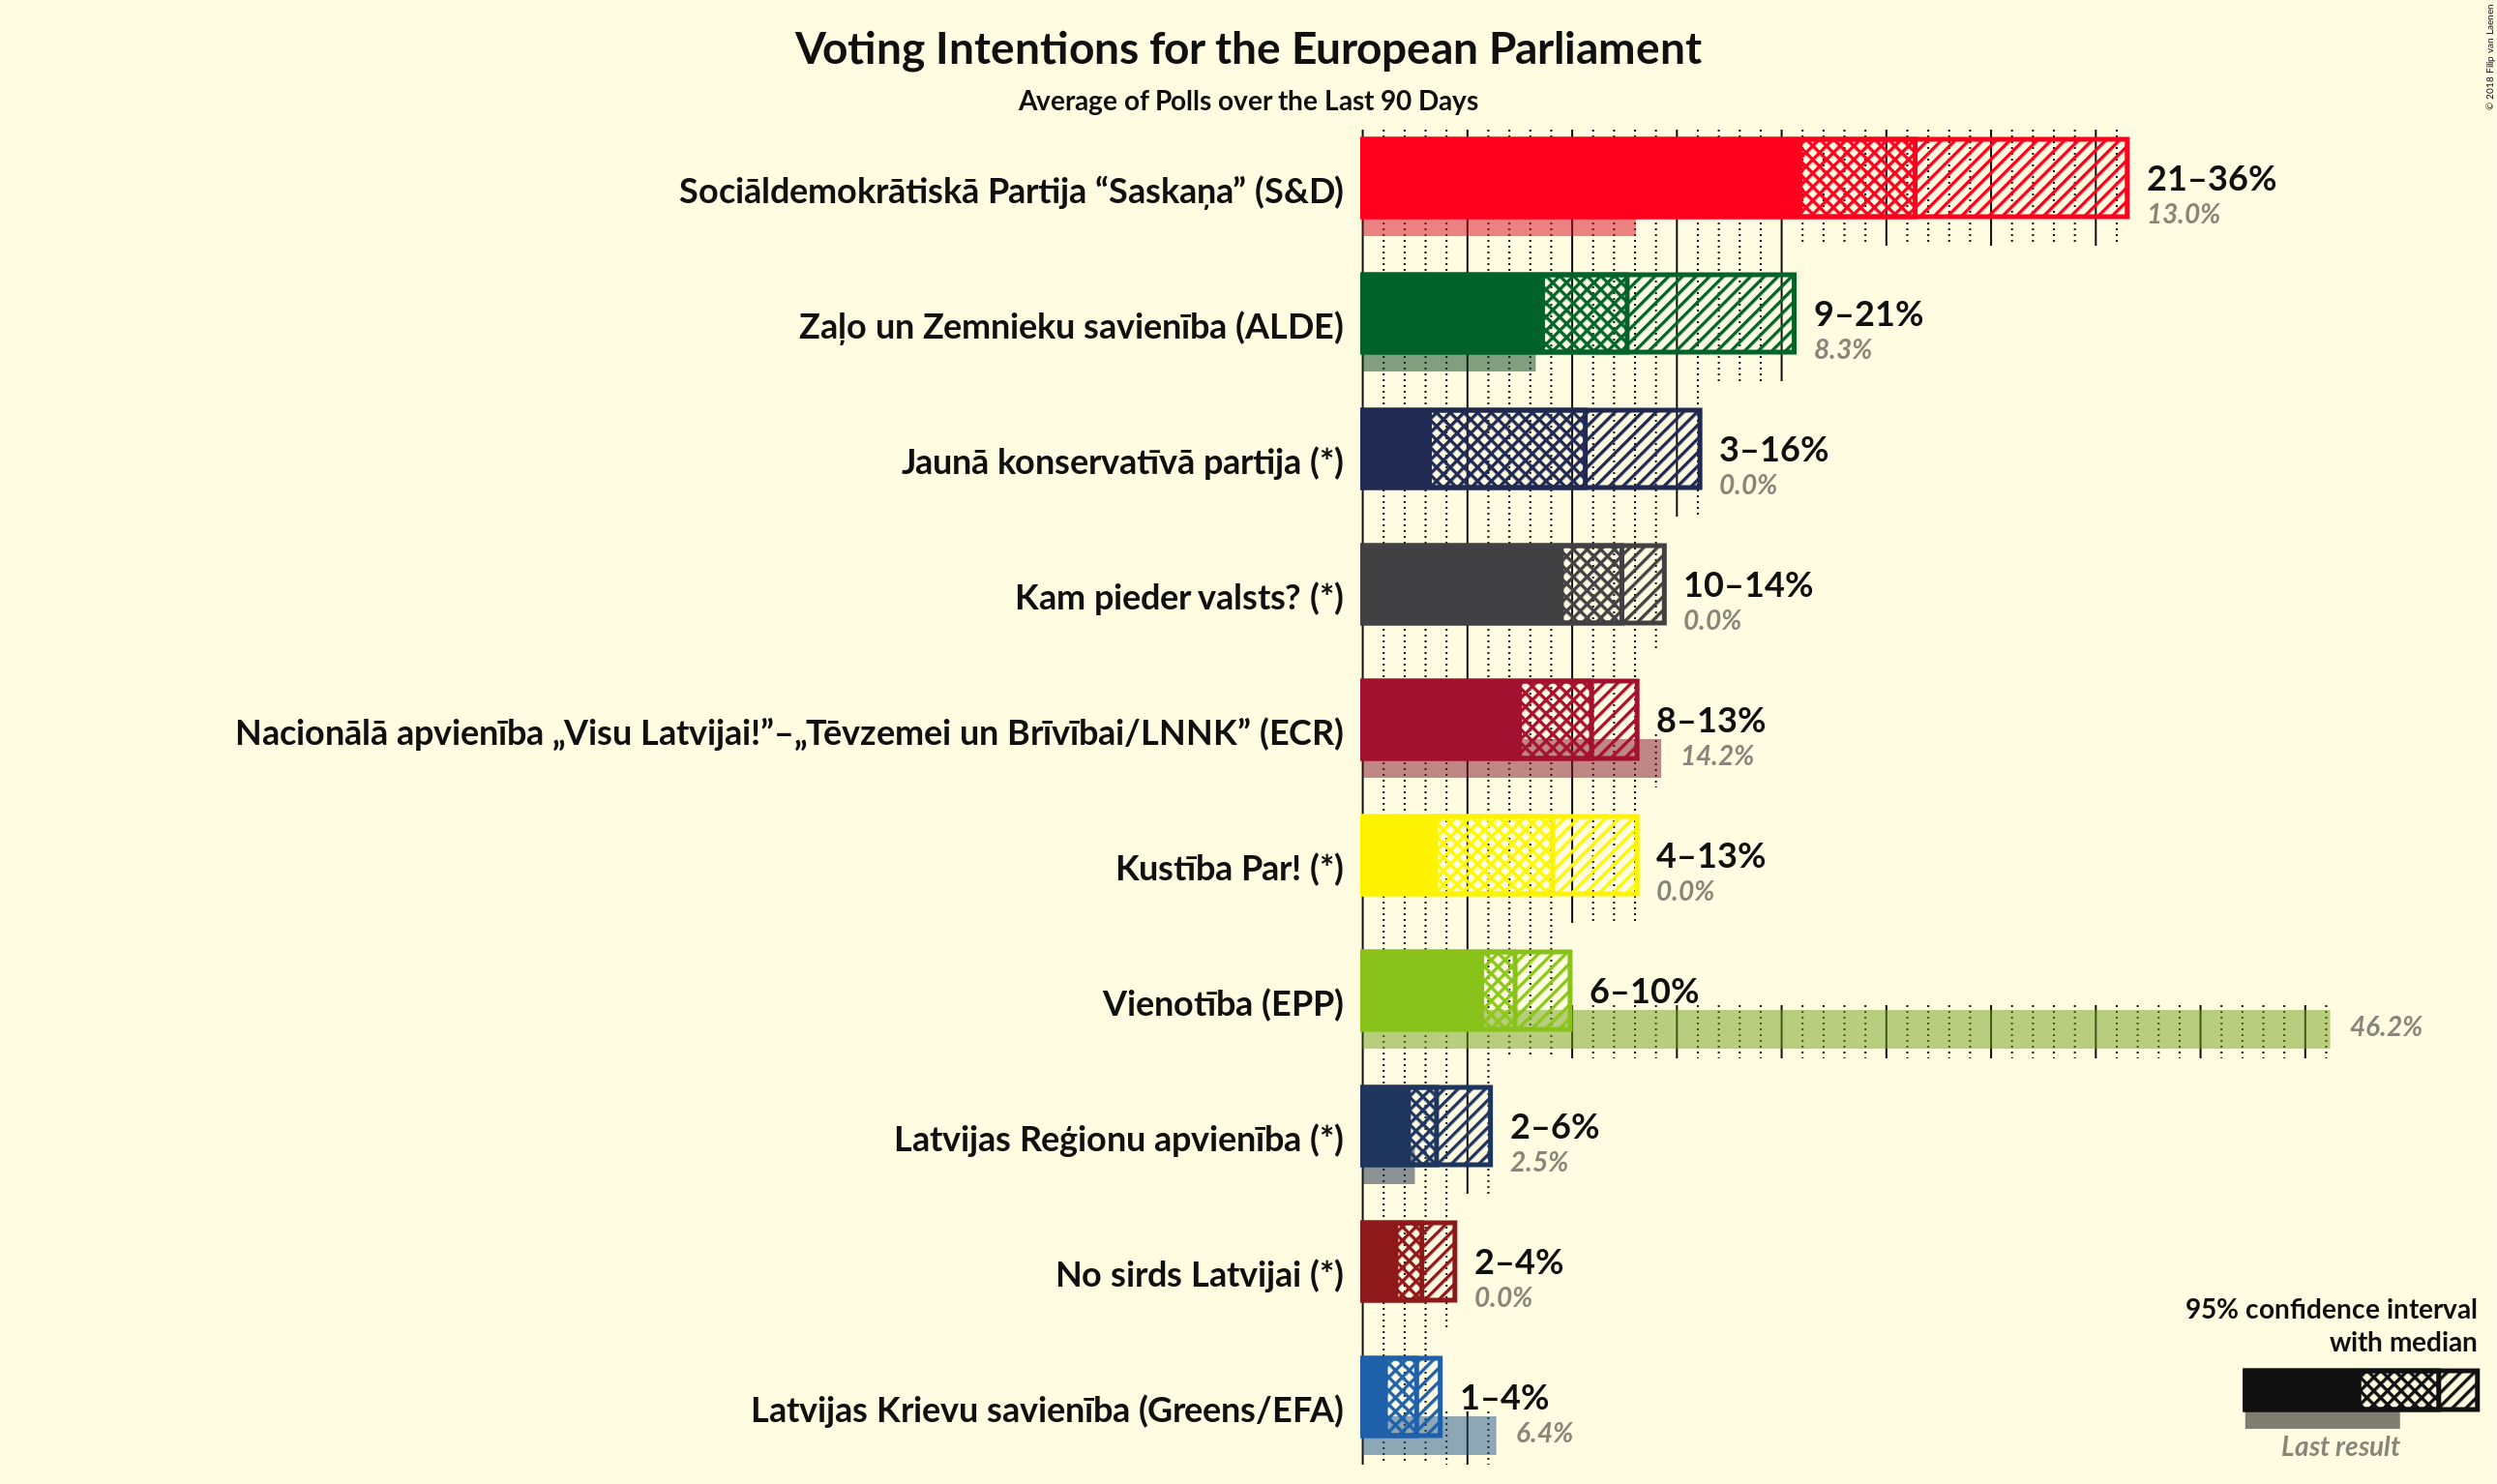 Voting Intentions for the European Parliament
Average of Polls over the Last 90 Days
© 2018 Filip van Laenen
Sociāldemokrātiskā Partija “Saskaņa” (S&D)
21–36%
13.0%
Zaļo un Zemnieku savienība (ALDE)
9–21%
8.3%
Jaunā konservatīvā partija (*)
3–16%
0.0%
Kam pieder valsts? (*)
10–14%
0.0%
Nacionālā apvienība „Visu Latvijai!”–„Tēvzemei un Brīvībai/LNNK” (ECR)
8–13%
14.2%
Kustība Par! (*)
4–13%
0.0%
Vienotība (EPP)
6–10%
46.2%
Latvijas Reģionu apvienība (*)
2–6%
2.5%
No sirds Latvijai (*)
2–4%
0.0%
Latvijas Krievu savienība (Greens/EFA)
1–4%
6.4%
95% confidence interval
with median
Last result